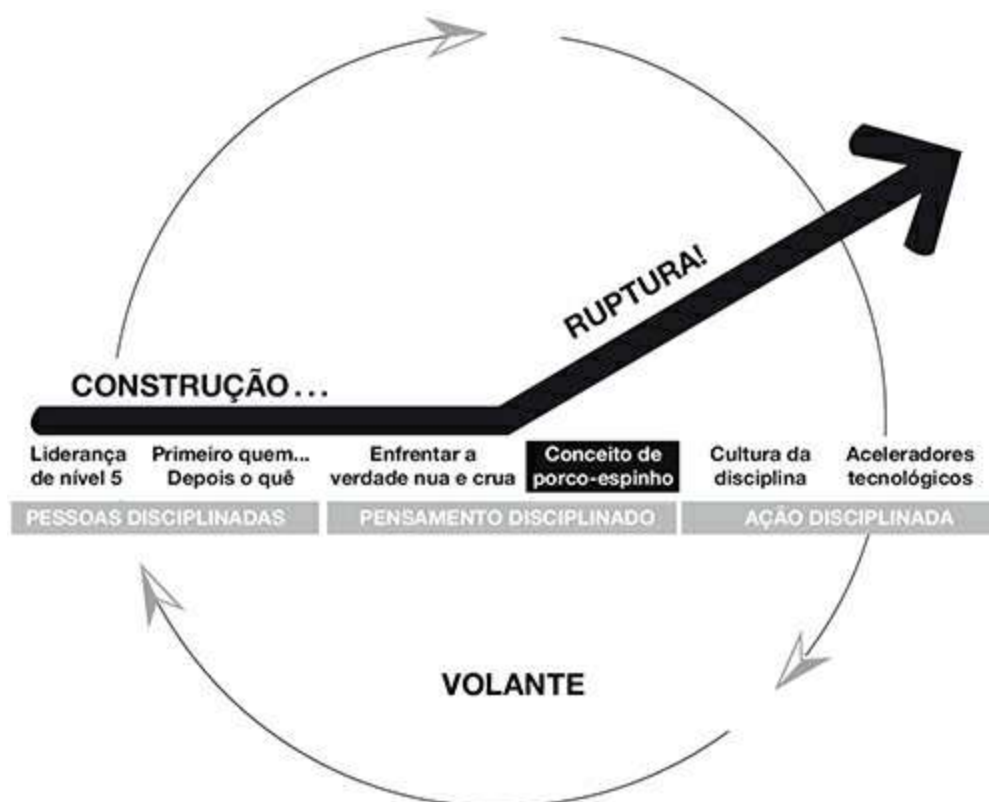 RUPTURA!
CONSTRUÇÃO...
Liderança
de nível 5
Primeiro quem...
Depois o quê
Enfrentar a
verdade nua e crua
Conceito de
porco-espinho
Cultura da
disciplina
Aceleradores
tecnológicos
PESSOAS DISCIPLINADAS
PENSAMENTO DISCIPLINADO
AÇÃO DISCIPLINADA
VOLANTE